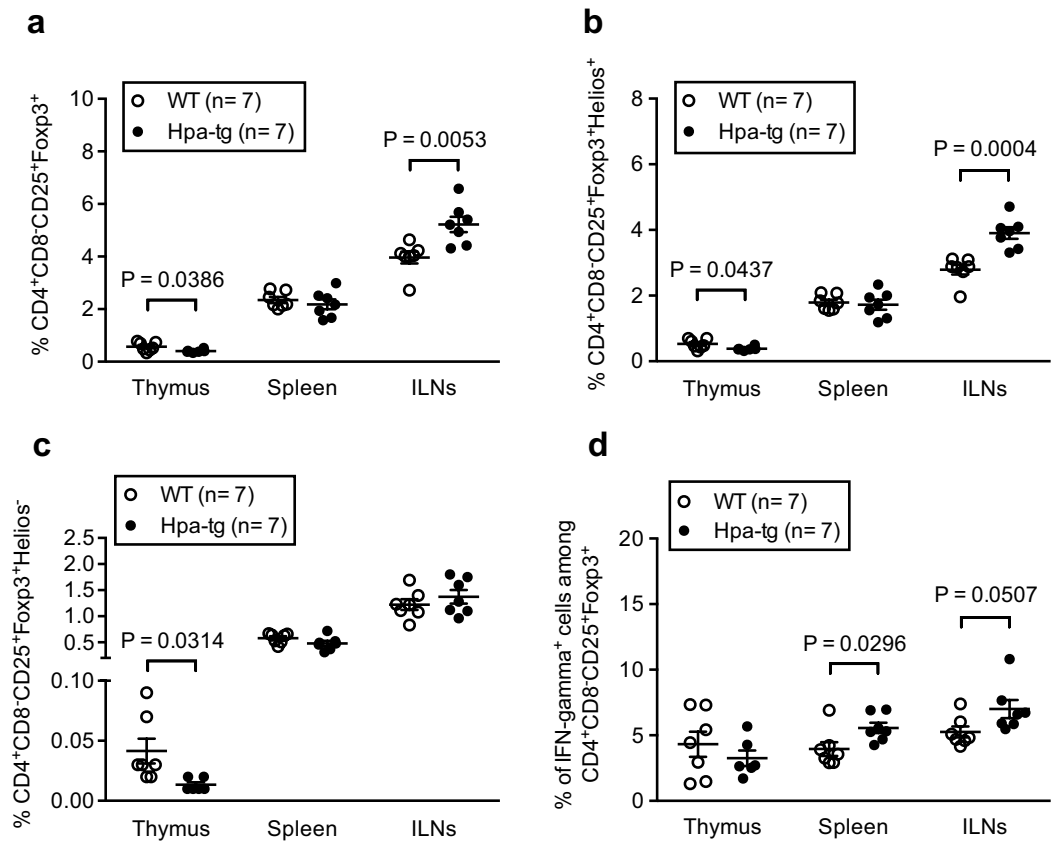 a
WT (n= 7)
Hpa-tg (n= 7)
% CD4⁺CD8⁻CD25⁺Foxp3⁺
10
8
6
4
2
0
P = 0.0386
P = 0.0053
Thymus Spleen ILNs
b
WT (n= 7)
Hpa-tg (n= 7)
% CD4⁺CD8⁻CD25⁺Foxp3⁺Helios⁺
8
6
4
2
0
P = 0.0437
P = 0.0004
Thymus Spleen ILNs
c
WT (n= 7)
Hpa-tg (n= 7)
% CD4⁺CD8⁻CD25⁺Foxp3⁺Helios⁻
2.5
2.0
1.5
1.0
0.5
0.10
0.05
0.00
P = 0.0314
Thymus Spleen ILNs
d
WT (n= 7)
Hpa-tg (n= 7)
% of IFN-gamma⁺ cells among
CD4⁺CD8⁻CD25⁺Foxp3⁺
20
15
10
5
0
P = 0.0296
P = 0.0507
Thymus Spleen ILNs